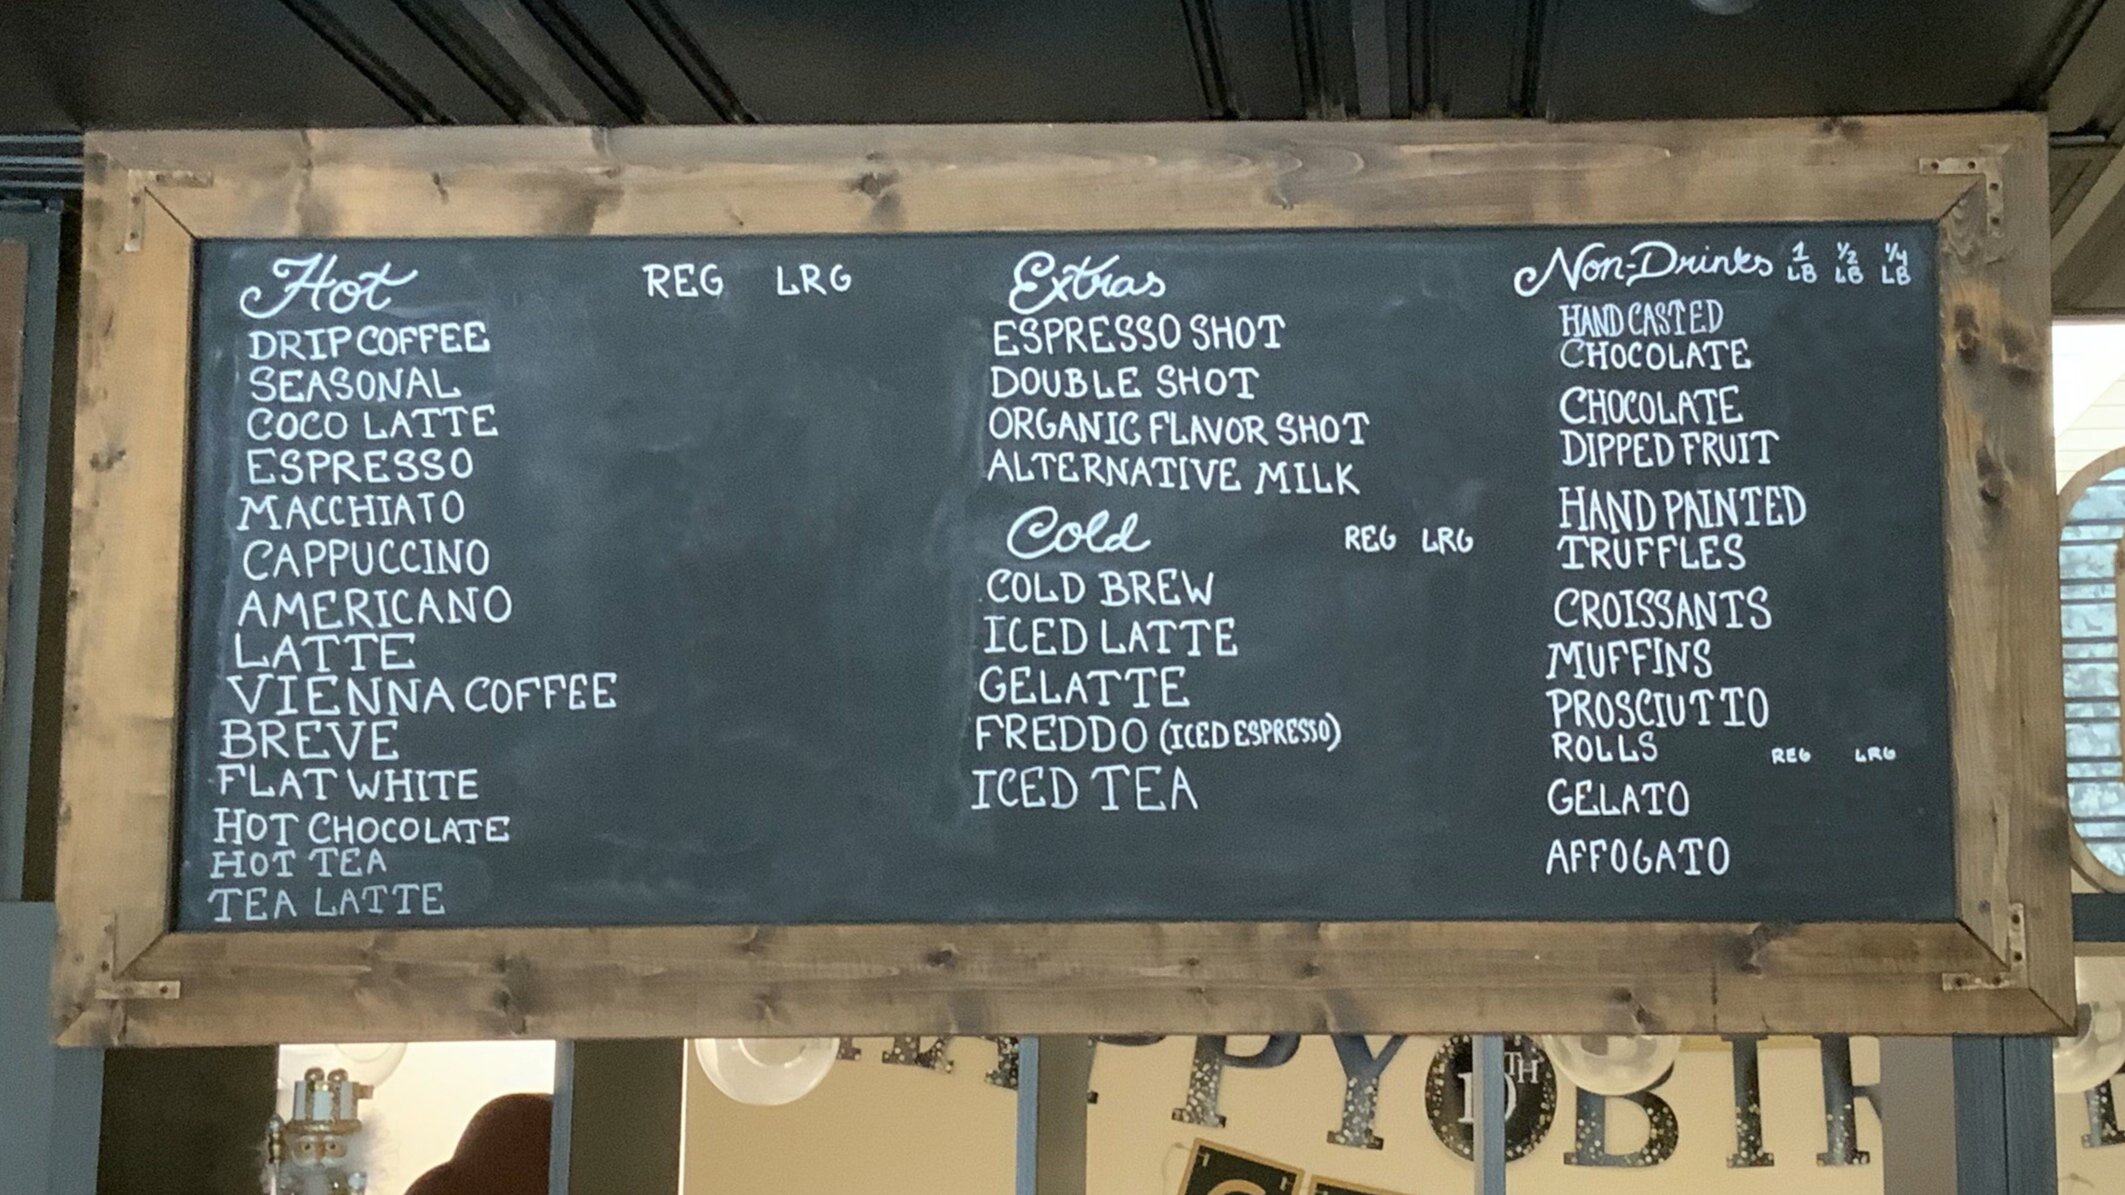 Hot REG LRG
DRIP COFFEE
SEASONAL
COCO LATTE
ESPRESSO
MACCHIATO
CAPPUCCINO
AMERICANO
LATTE
VIENNA COFFEE
BREVE
FLAT WHITE
HOT CHOCOLATE
HOT TEA
TEA LATTE
Extras
ESPRESSO SHOT
DOUBLE SHOT
ORGANIC FLAVOR SHOT
ALTERNATIVE MILK
Cold REG LRG
COLD BREW
ICED LATTE
GELATTE
FREDDO (ICED ESPRESSO)
ICED TEA
Non-Drinks 1 LB ½ LB ¼ LB
HAND CASTED
CHOCOLATE
CHOCOLATE
DIPPED FRUIT
HAND PAINTED
TRUFFLES
CROISSANTS
MUFFINS
PROSCIUTTO
ROLLS REG LRG
GELATO
AFFOGATO